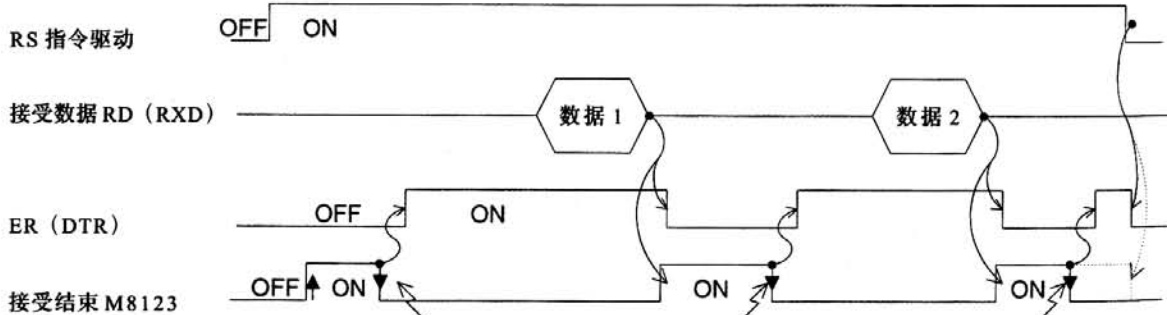 RS 指令驱动
OFF ON
接受数据 RD（RXD）
数据 1
数据 2
ER（DTR）
OFF ON
接受结束 M8123
OFF ON ON ON